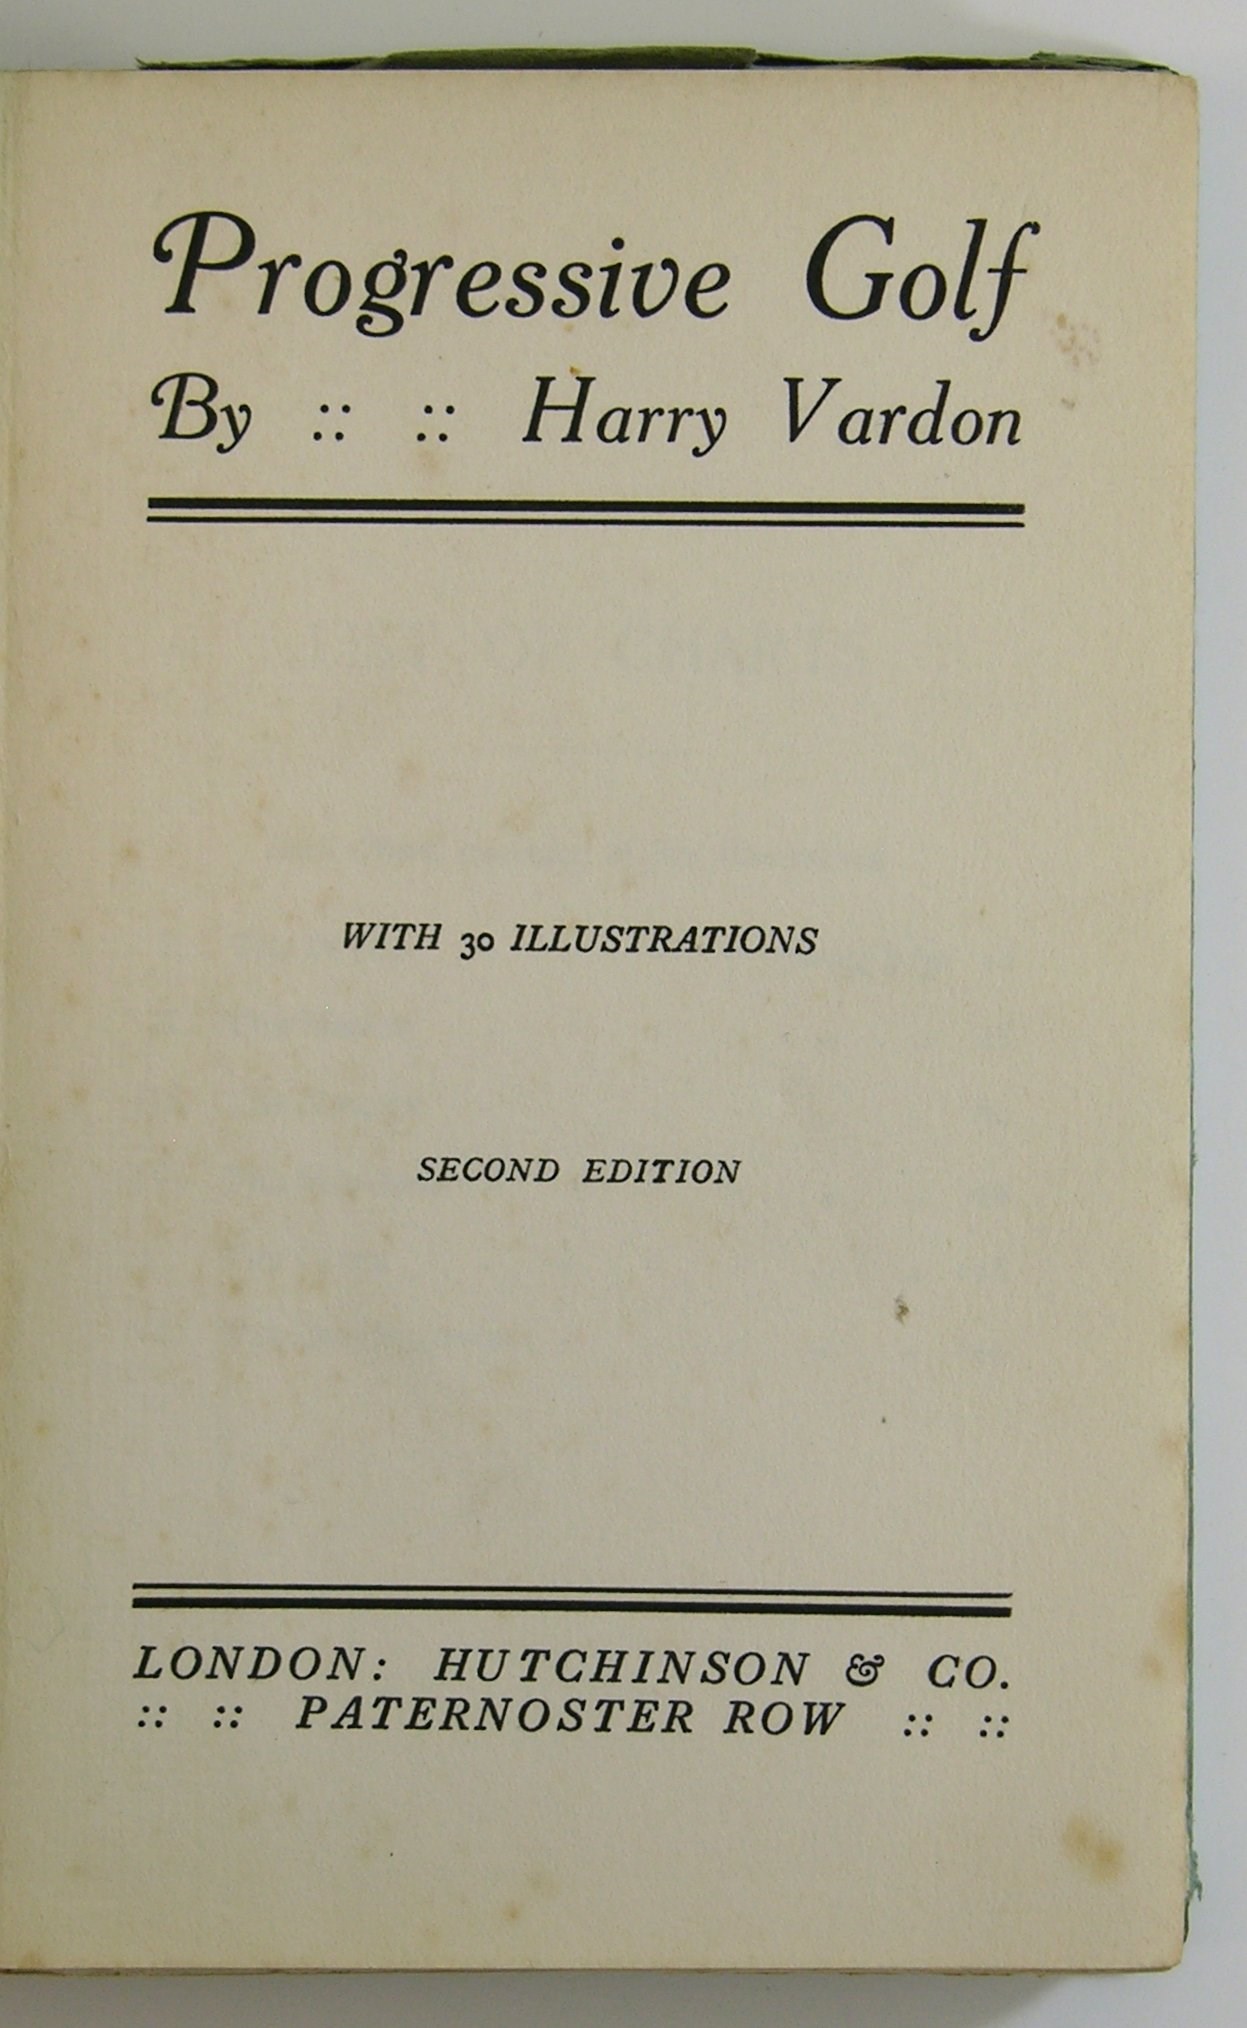 Progressive Golf
By :: :: Harry Vardon
WITH 30 ILLUSTRATIONS
SECOND EDITION
LONDON: HUTCHINSON & CO.
:: :: PATERNOSTER ROW :: ::